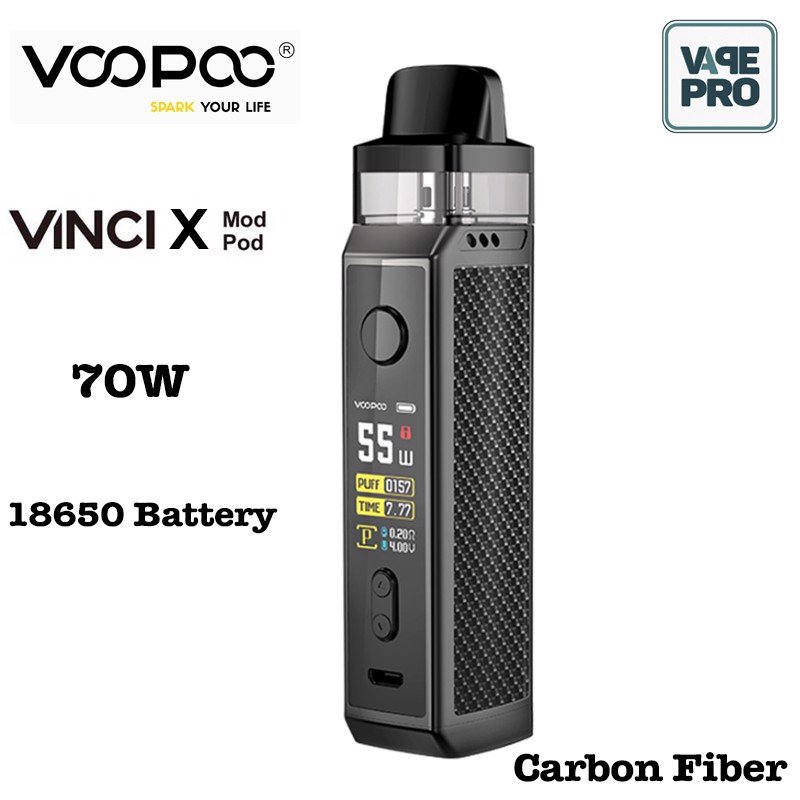 VOOPOO®
SPARK YOUR LIFE
VAPE
PRO
VINCI X Mod
Pod
70W
18650 Battery
VOOPOO
55 W
PUFF 0157
TIME 7.77
P 0.20Ω
4.00V
Carbon Fiber